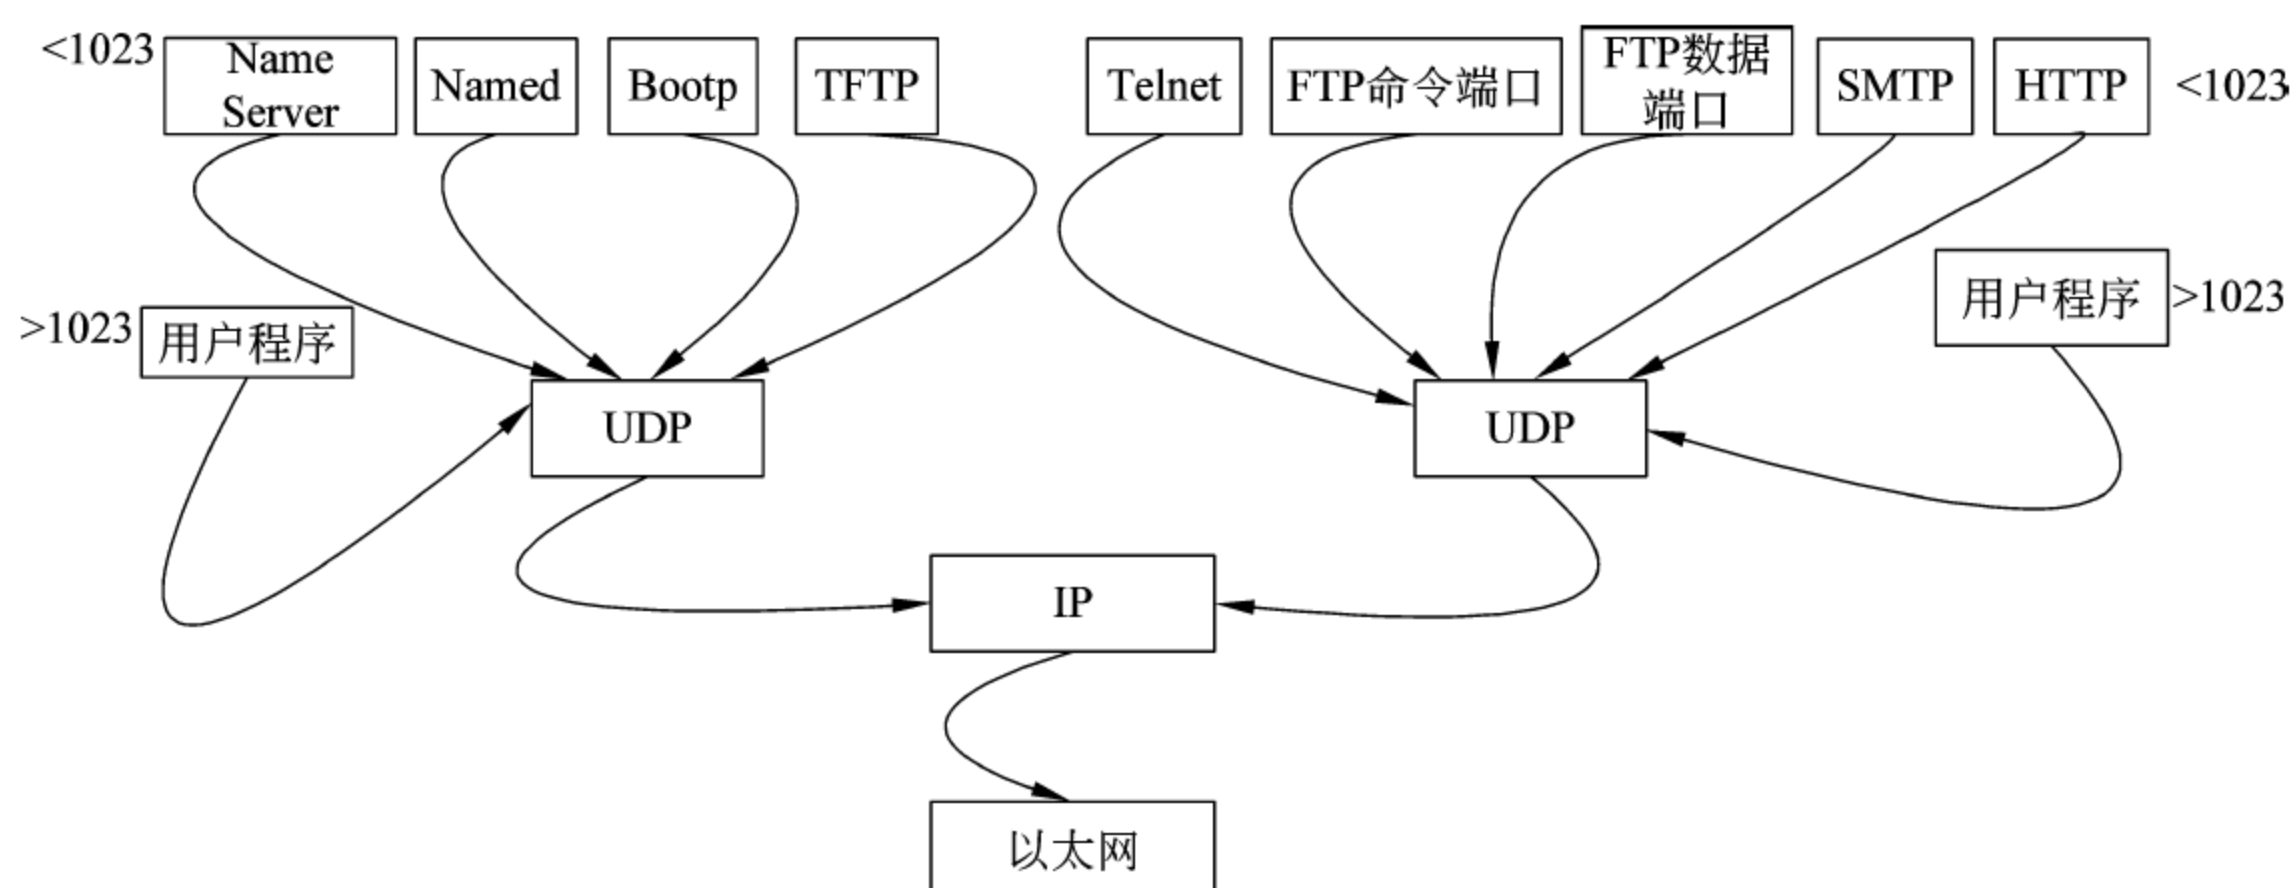 <1023
Name
Server
Named
Bootp
TFTP
Telnet
FTP命令端口
FTP数据
端口
SMTP
HTTP
<1023
>1023
用户程序
用户程序
>1023
UDP
UDP
IP
以太网